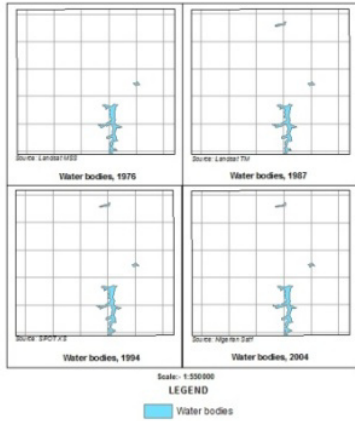 Source: Landsat MSS
Water bodies, 1976
Source: Landsat TM
Water bodies, 1987
Source: SPOT XS
Water bodies, 1994
Source: Nigerian Sat1
Water bodies, 2004
Scale:- 1:550000
LEGEND
Water bodies